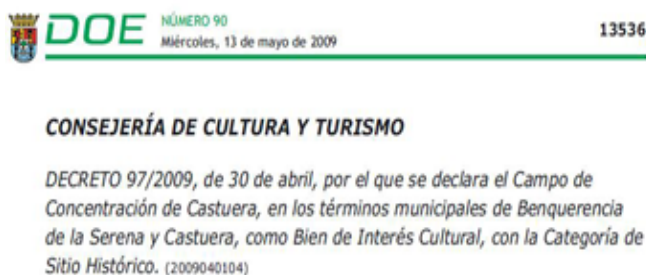 DOE NÚMERO 90
Miércoles, 13 de mayo de 2009 13536
CONSEJERÍA DE CULTURA Y TURISMO
DECRETO 97/2009, de 30 de abril, por el que se declara el Campo de
Concentración de Castuera, en los términos municipales de Benquerencia
de la Serena y Castuera, como Bien de Interés Cultural, con la Categoría de
Sitio Histórico. (2009040104)